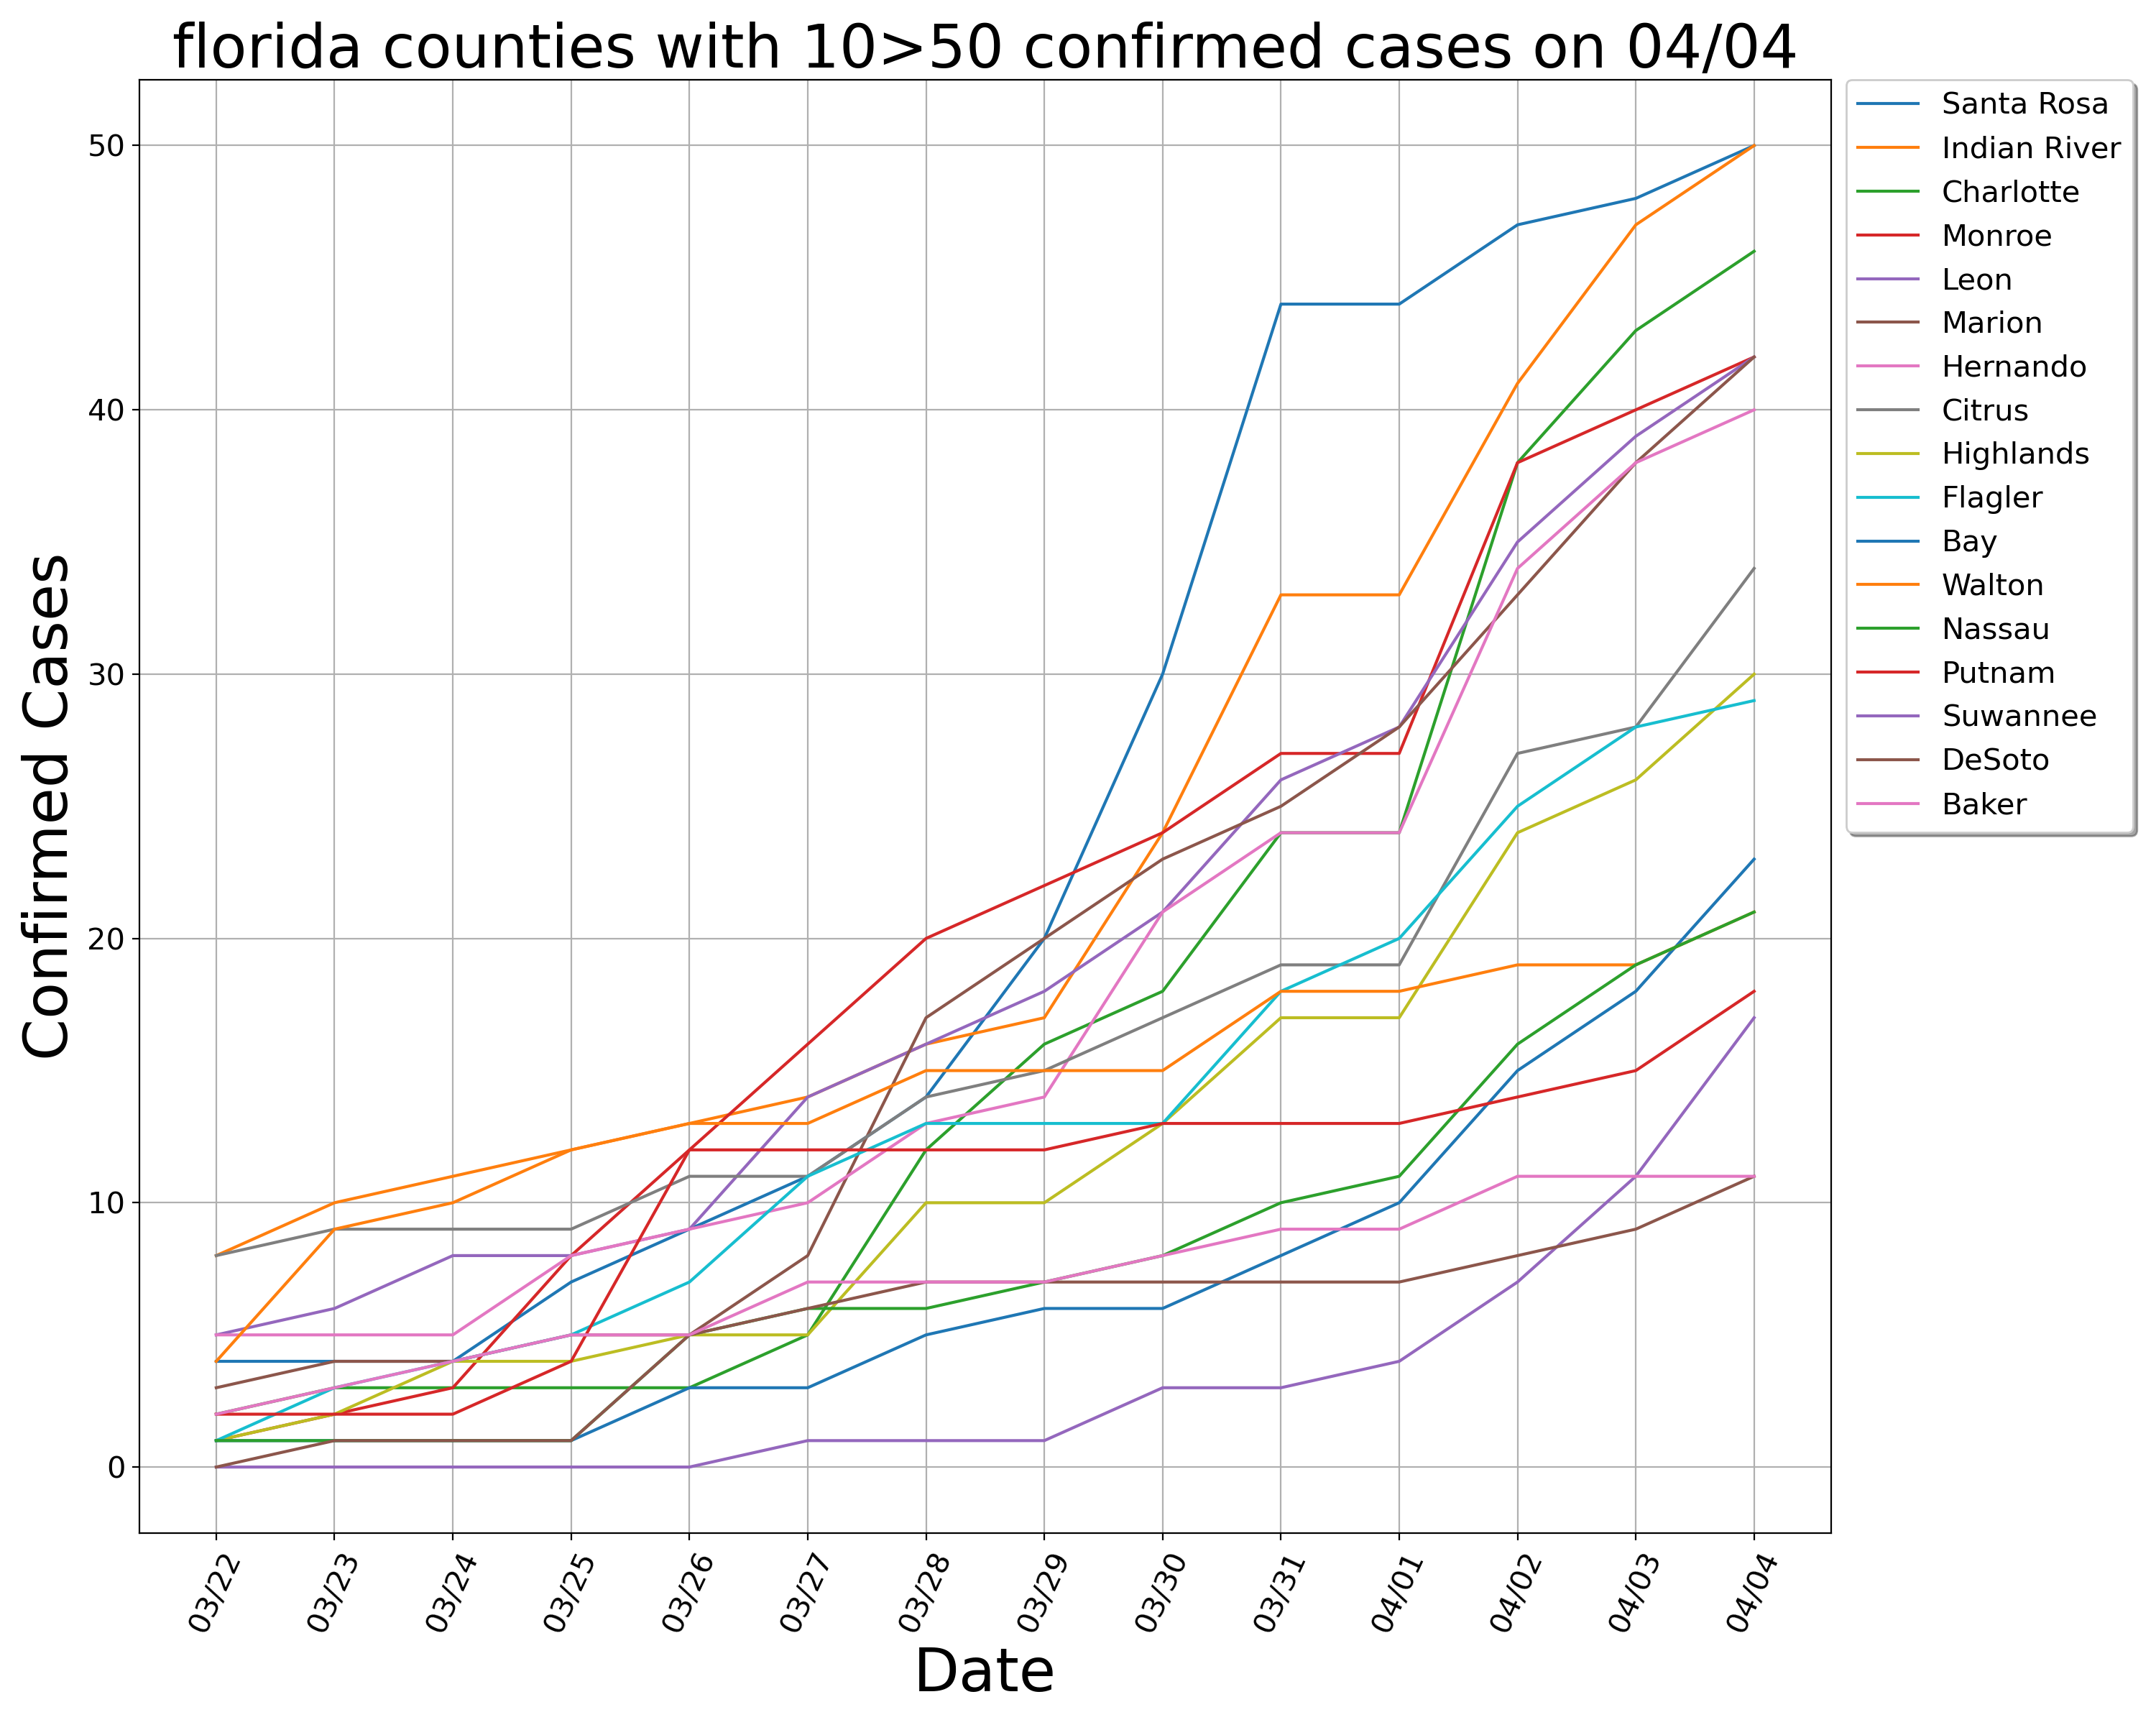 florida counties with 10>50 confirmed cases on 04/04
Confirmed Cases
50
40
30
20
10
0
03/22
03/23
03/24
03/25
03/26
03/27
03/28
03/29
03/30
03/31
04/01
04/02
04/03
04/04
Date
Santa Rosa
Indian River
Charlotte
Monroe
Leon
Marion
Hernando
Citrus
Highlands
Flagler
Bay
Walton
Nassau
Putnam
Suwannee
DeSoto
Baker